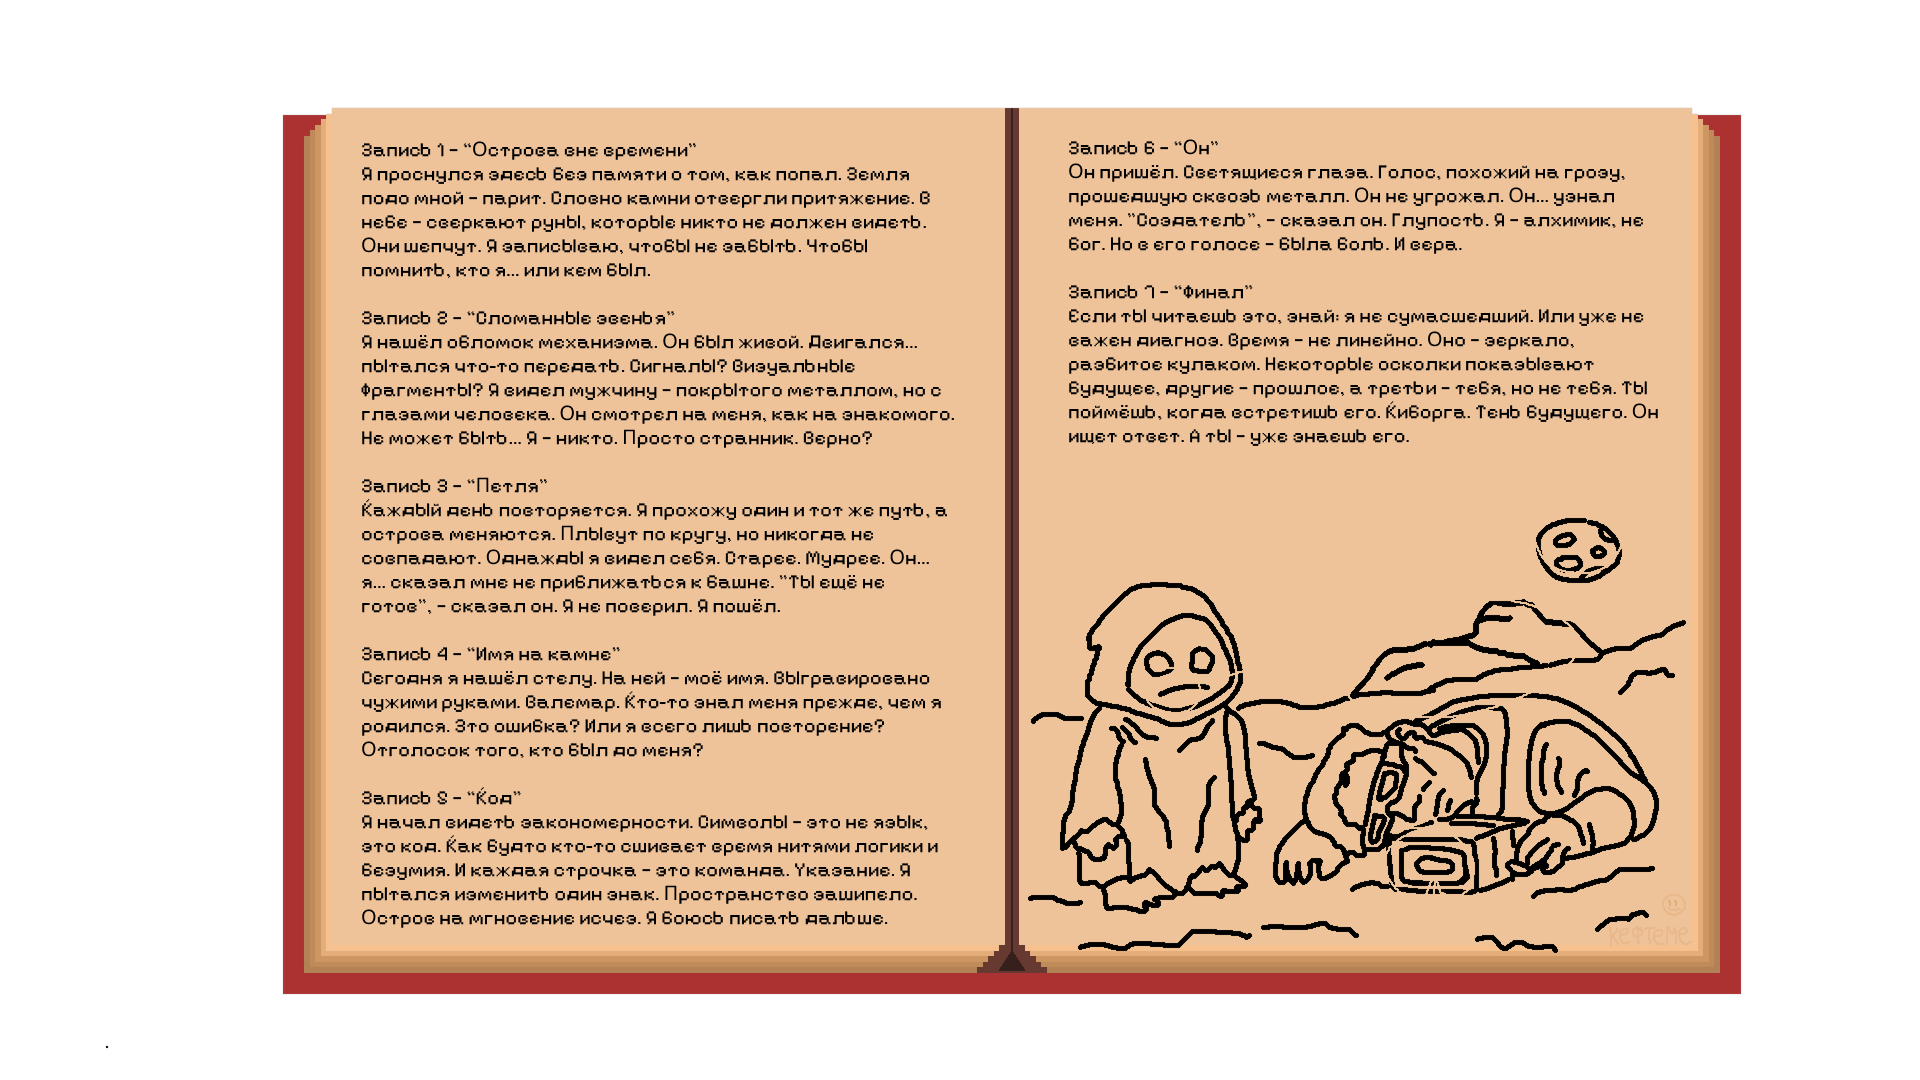 Запись 1 - “Острова вне времени”
Я проснулся здесь без памяти о том, как попал. Земля
подо мной - парит. Словно камни отвергли притяжение. В
небе - сверкают руны, которые никто не должен видеть.
Они шепчут. Я записываю, чтобы не забыть. Чтобы
помнить, кто я... или кем был.
Запись 2 - “Сломанные звенья”
Я нашёл обломок механизма. Он был живой. Двигался...
пытался что-то передать. Сигналы? Визуальные
фрагменты? Я видел мужчину - покрытого металлом, но с
глазами человека. Он смотрел на меня, как на знакомого.
Не может быть... Я - никто. Просто странник. Верно?
Запись 3 - “Петля”
Каждый день повторяется. Я прохожу один и тот же путь, а
острова меняются. Плывут по кругу, но никогда не
совпадают. Однажды я видел себя. Старее. Мудрее. Он...
я... сказал мне не приближаться к башне. "Ты ещё не
готов", - сказал он. Я не поверил. Я пошёл.
Запись 4 - “Имя на камне”
Сегодня я нашёл стелу. На ней - моё имя. Выгравировано
чужими руками. Валемар. Кто-то знал меня прежде, чем я
родился. Это ошибка? Или я всего лишь повторение?
Отголосок того, кто был до меня?
Запись 5 - “Код”
Я начал видеть закономерности. Символы - это не язык,
это код. Как будто кто-то сшивает время нитями логики и
безумия. И каждая строчка - это команда. Указание. Я
пытался изменить один знак. Пространство зашипело.
Остров на мгновение исчез. Я боюсь писать дальше.
Запись 6 - “Он”
Он пришёл. Светящиеся глаза. Голос, похожий на грозу,
прошедшую сквозь металл. Он не угрожал. Он... узнал
меня. "Создатель", - сказал он. Глупость. Я - алхимик, не
бог. Но в его голосе - была боль. И вера.
Запись 7 - “Финал”
Если ты читаешь это, знай: я не сумасшедший. Или уже не
важен диагноз. Время - не линейно. Оно - зеркало,
разбитое кулаком. Некоторые осколки показывают
будущее, другие - прошлое, а третьи - тебя, но не тебя. Ты
поймёшь, когда встретишь его. Киборга. Тень будущего. Он
ищет ответ. А ты - уже знаешь его.
КЕФТЕМЕ